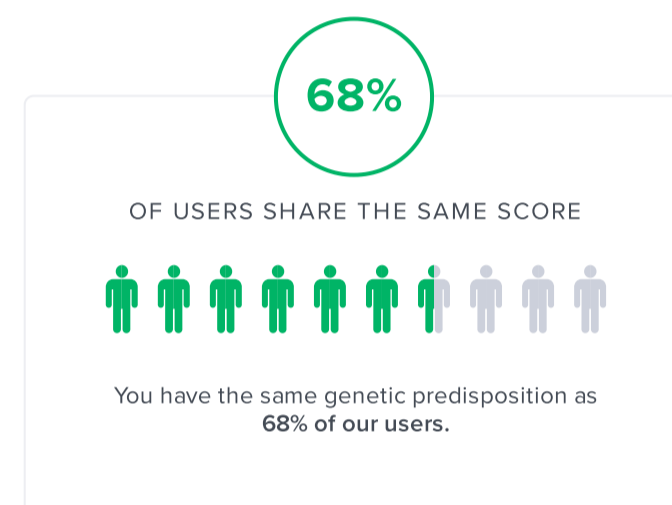 68%
OF USERS SHARE THE SAME SCORE
You have the same genetic predisposition as
68% of our users.